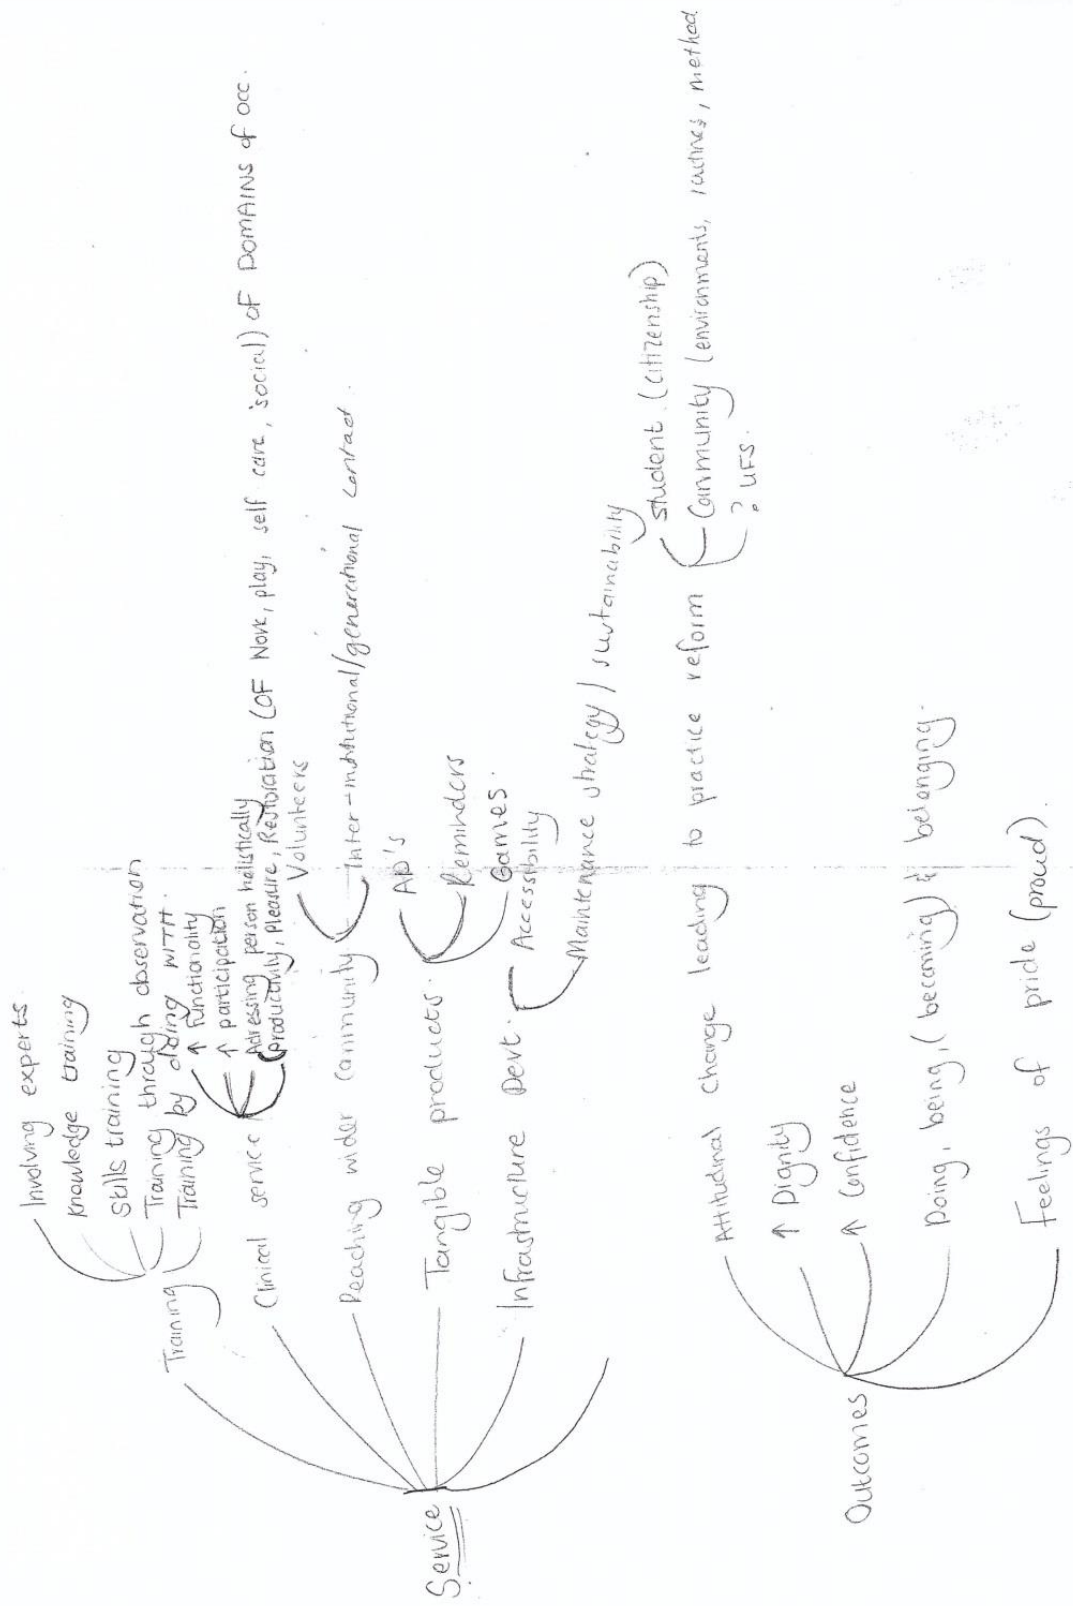 Service
Training
Involving experts.
Knowledge training
Skills training
Training through observation
Training by doing WITH.
Clinical service
↑ functionality
↑ participation
Adressing person holistically
(productivity, pleasure, Restoration (OF Work, play, self care, social) OF DOMAINS of occ.
Reaching wider community
Volunteers
Inter-institutional/generational contact.
Tangible products.
AP's
Reminders
Games.
Infrastructure Devt.
Accessibility
Maintenance strategy / sustainability
Outcomes
Attitudinal change leading to practice reform
Student (citizenship)
Community (environments, routines, method
? UFS.
↑ Dignity
↑ Confidence
Doing, being, (becoming) & belonging.
Feelings of pride (proud).